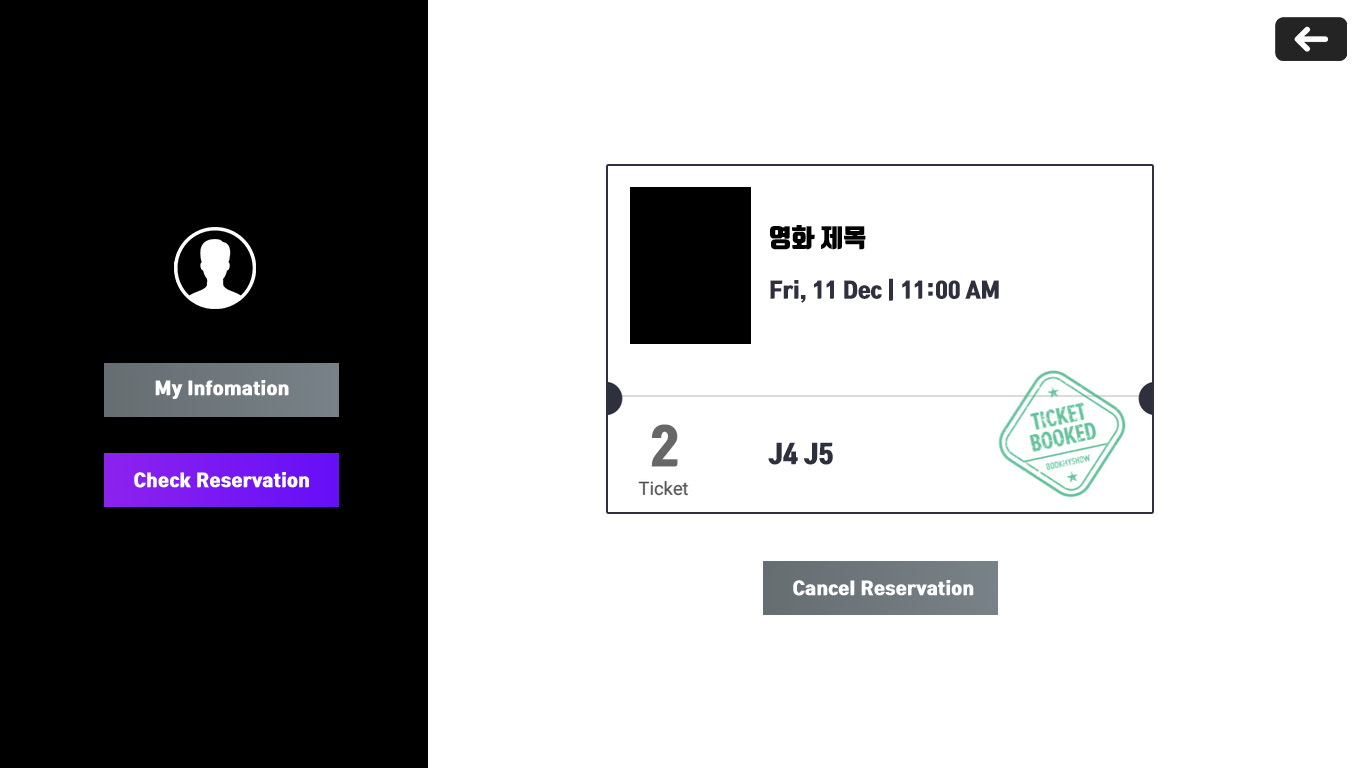 My Infomation
Check Reservation
영화 제목
Fri, 11 Dec | 11:00 AM
2
Ticket
J4 J5
TICKET
BOOKED
BOOKMYSHOW
Cancel Reservation